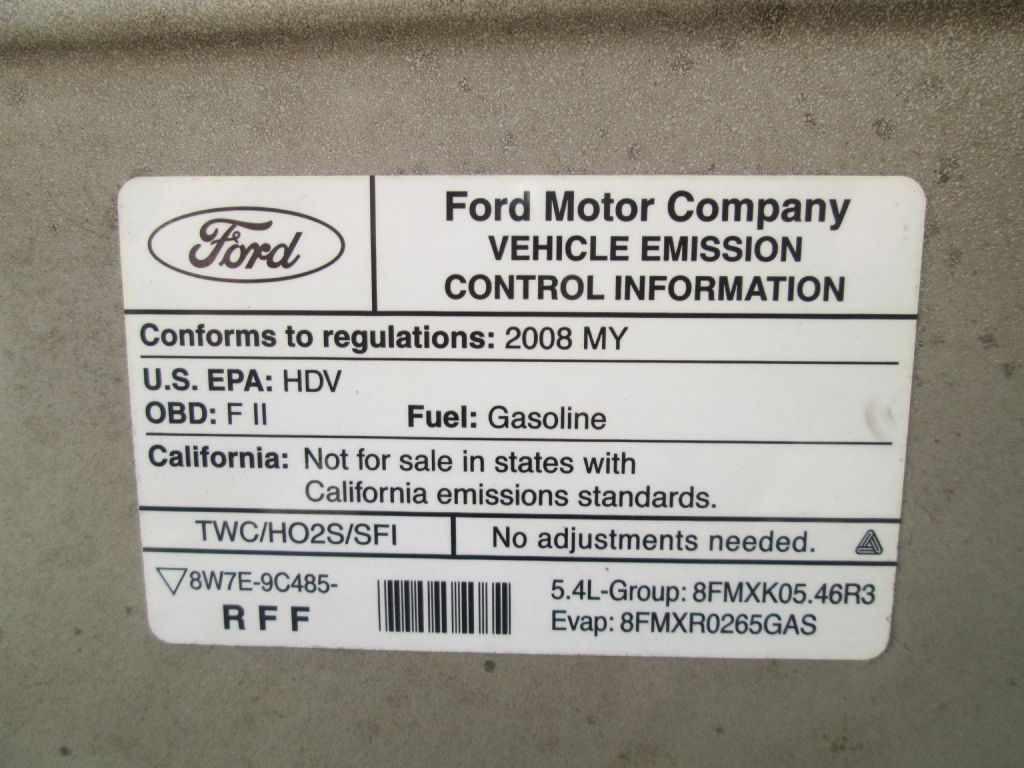 Ford
Ford Motor Company
VEHICLE EMISSION
CONTROL INFORMATION
Conforms to regulations: 2008 MY
U.S. EPA: HDV
OBD: F II Fuel: Gasoline
California: Not for sale in states with
California emissions standards.
TWC/HO2S/SFI No adjustments needed.
8W7E-9C485- 5.4L-Group: 8FMXK05.46R3
RFF Evap: 8FMXR0265GAS